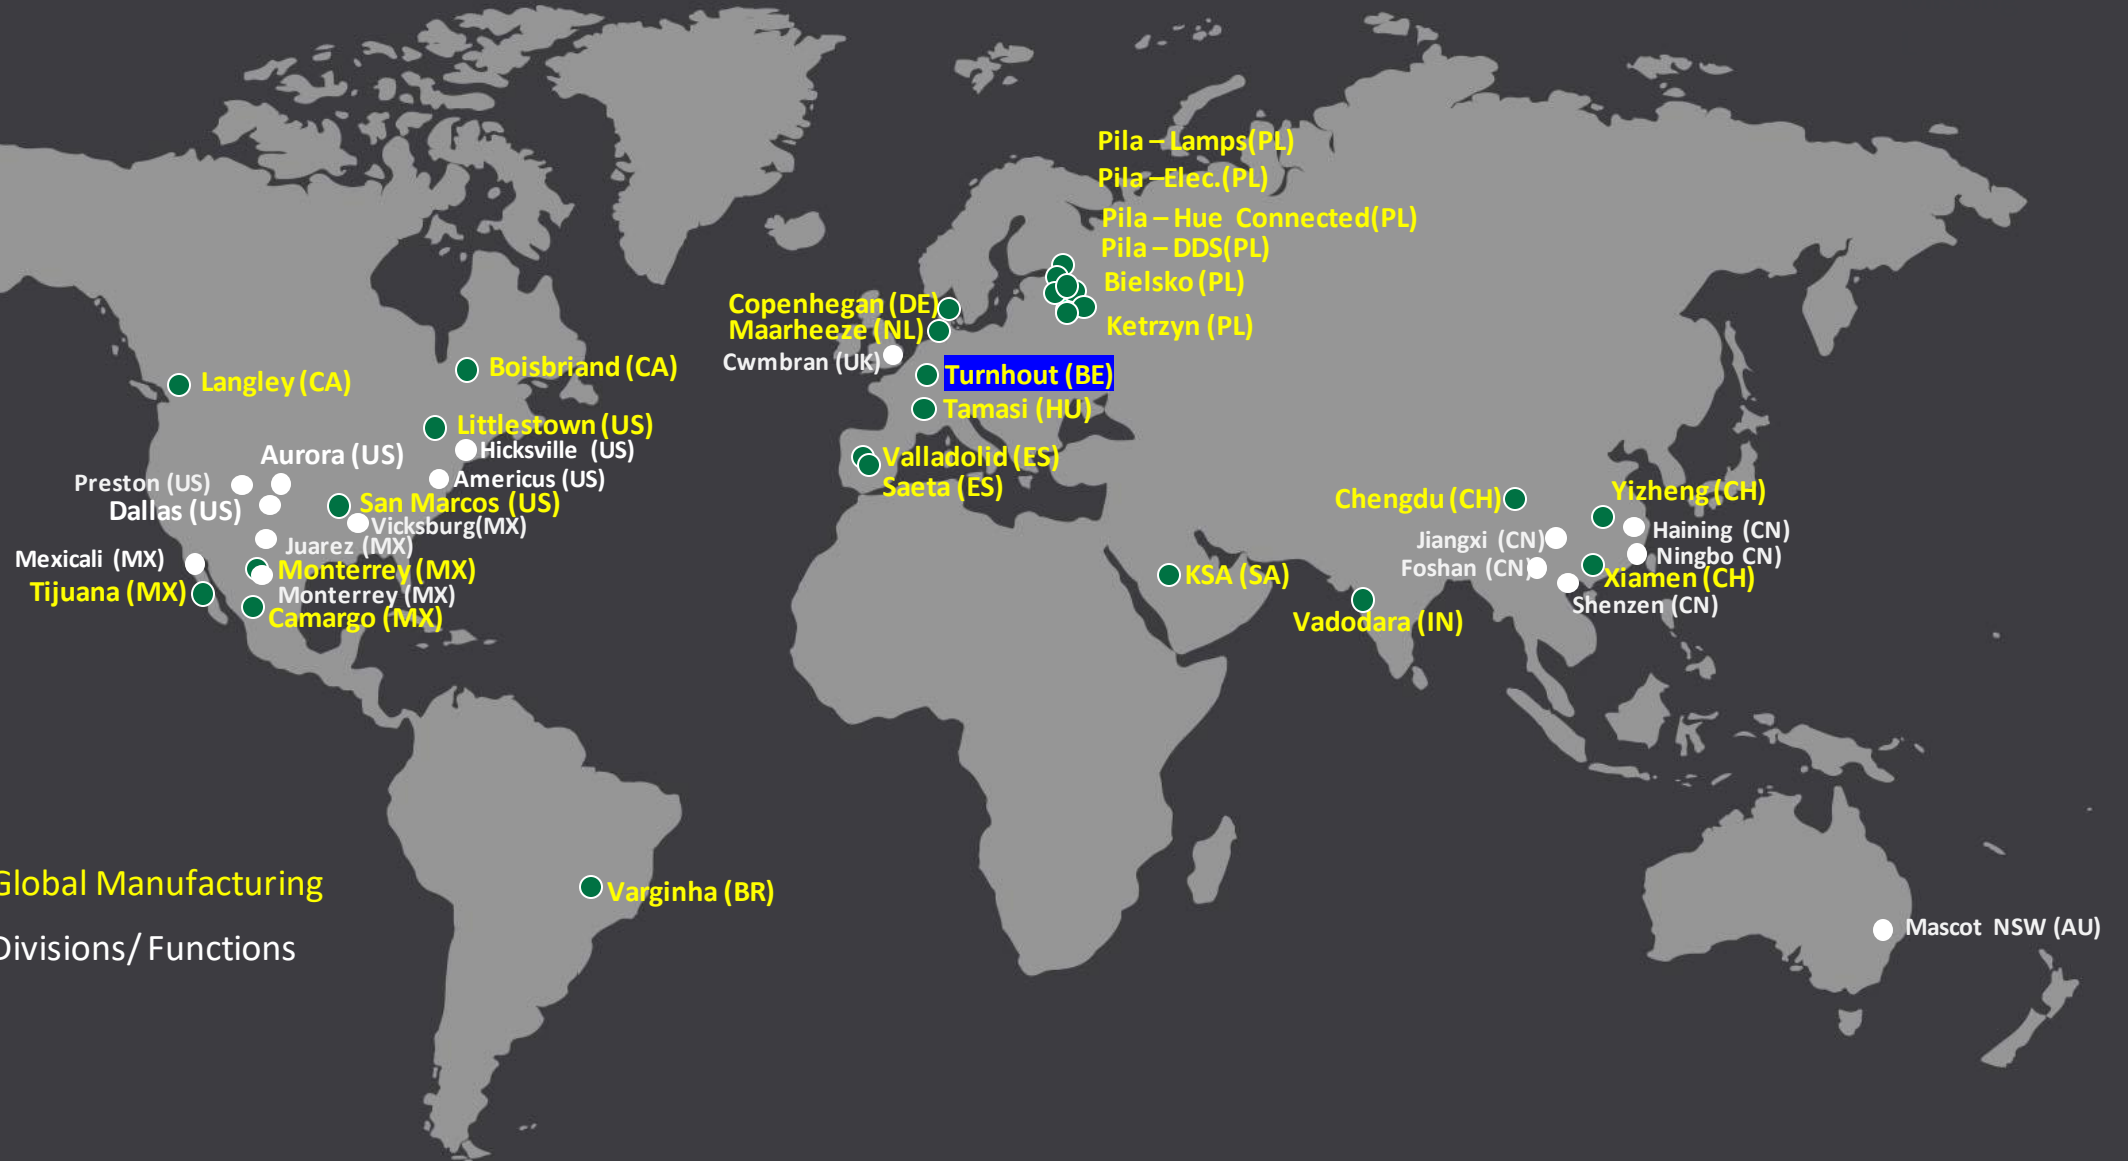 Pila – Lamps(PL)
Pila –Elec.(PL)
Pila – Hue Connected(PL)
Pila – DDS(PL)
Bielsko (PL)
Ketrzyn (PL)
Copenhegan (DE)
Maarheeze (NL)
Cwmbran (UK)
Turnhout (BE)
Tamasi (HU)
Valladolid (ES)
Saeta (ES)
Langley (CA)
Boisbriand (CA)
Littlestown (US)
Hicksville (US)
Aurora (US)
Americus (US)
Preston (US)
Dallas (US)
San Marcos (US)
Vicksburg(MX)
Juarez (MX)
Mexicali (MX)
Monterrey (MX)
Tijuana (MX)
Monterrey (MX)
Camargo (MX)
KSA (SA)
Vadodara (IN)
Chengdu (CH)
Yizheng (CH)
Jiangxi (CN)
Haining (CN)
Foshan (CN)
Ningbo CN)
Xiamen (CH)
Shenzen (CN)
Global Manufacturing
Varginha (BR)
Divisions/ Functions
Mascot NSW (AU)